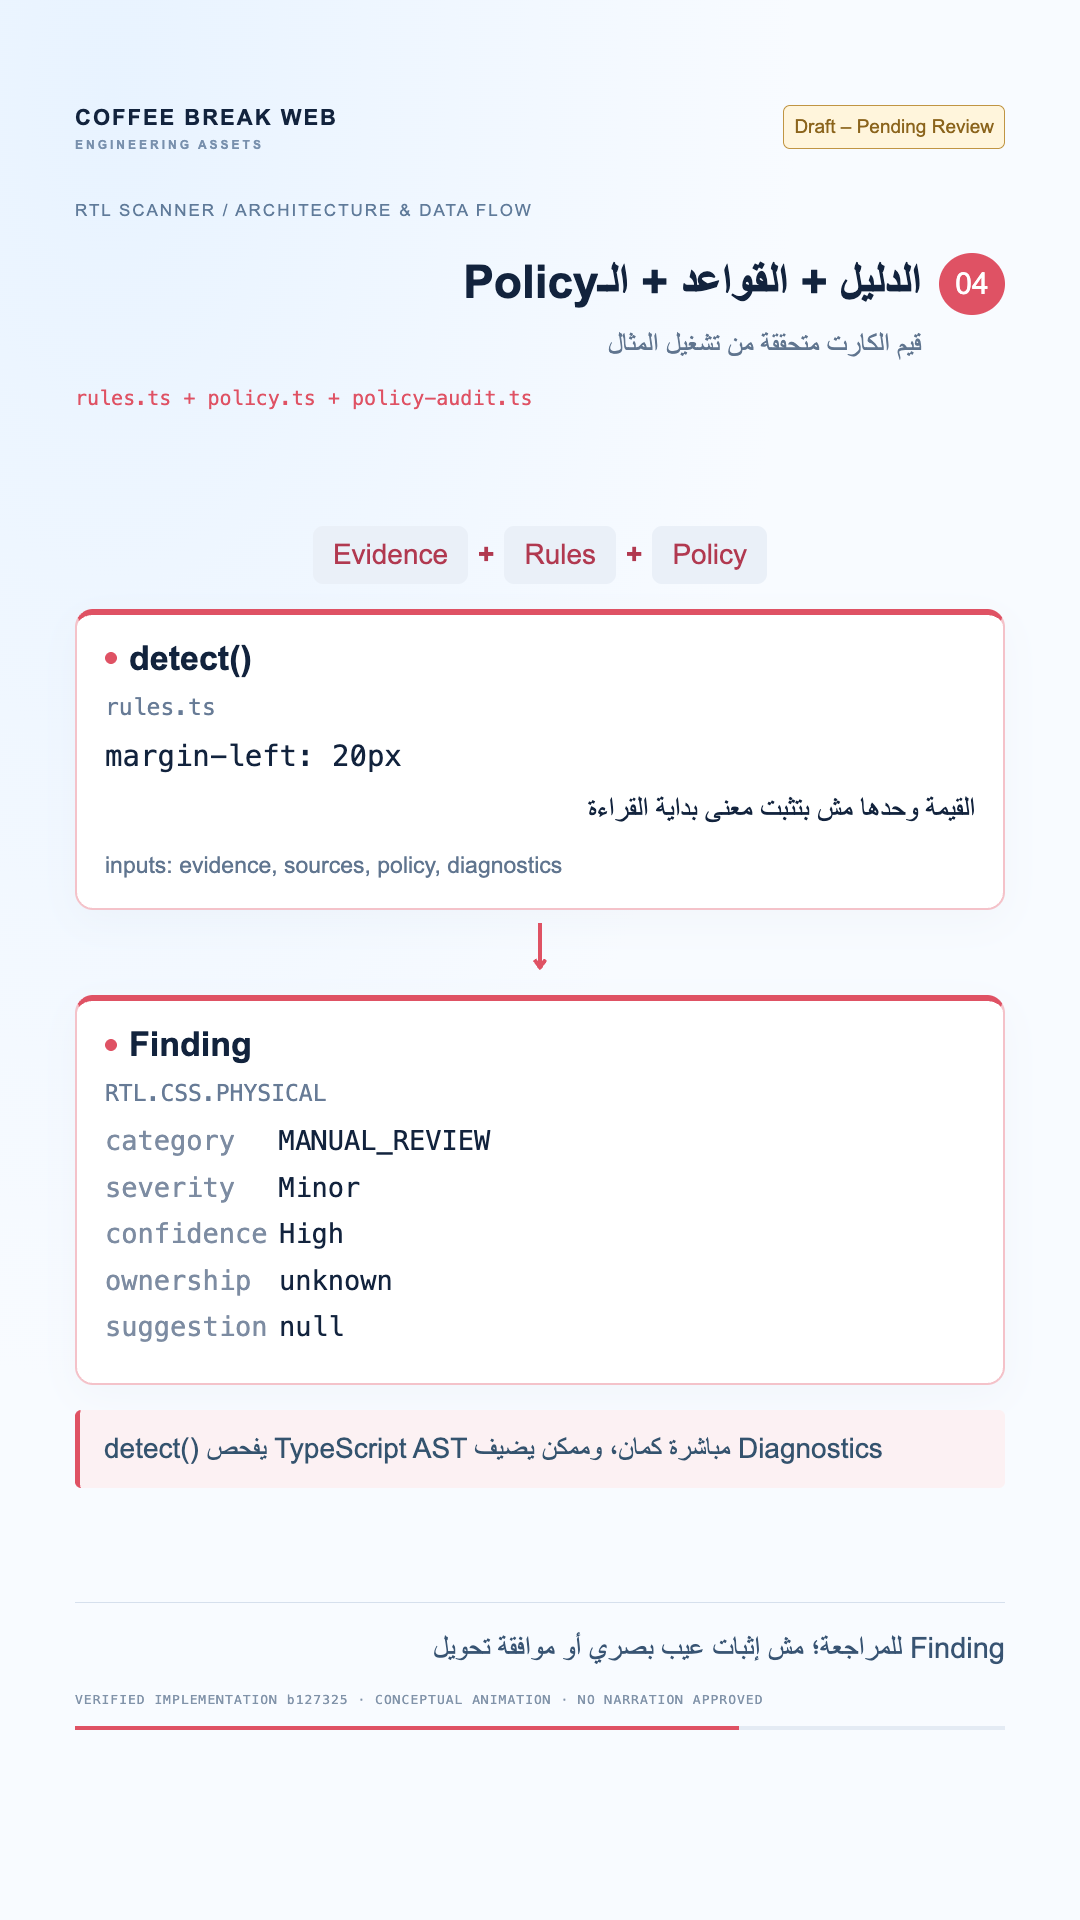 COFFEE BREAK WEB
ENGINEERING ASSETS
Draft – Pending Review
RTL SCANNER / ARCHITECTURE & DATA FLOW
04
الدليل + القواعد + الـPolicy
قيم الكارت متحققة من تشغيل المثال
rules.ts + policy.ts + policy-audit.ts
Evidence + Rules + Policy
detect()
rules.ts
margin-left: 20px
القيمة وحدها مش بتثبت معنى بداية القراءة
inputs: evidence, sources, policy, diagnostics
Finding
RTL.CSS.PHYSICAL
category MANUAL_REVIEW
severity Minor
confidence High
ownership unknown
suggestion null
detect() يفحص TypeScript AST مباشرة كمان، وممكن يضيف Diagnostics
Finding للمراجعة؛ مش إثبات عيب بصري أو موافقة تحويل
VERIFIED IMPLEMENTATION b127325 · CONCEPTUAL ANIMATION · NO NARRATION APPROVED